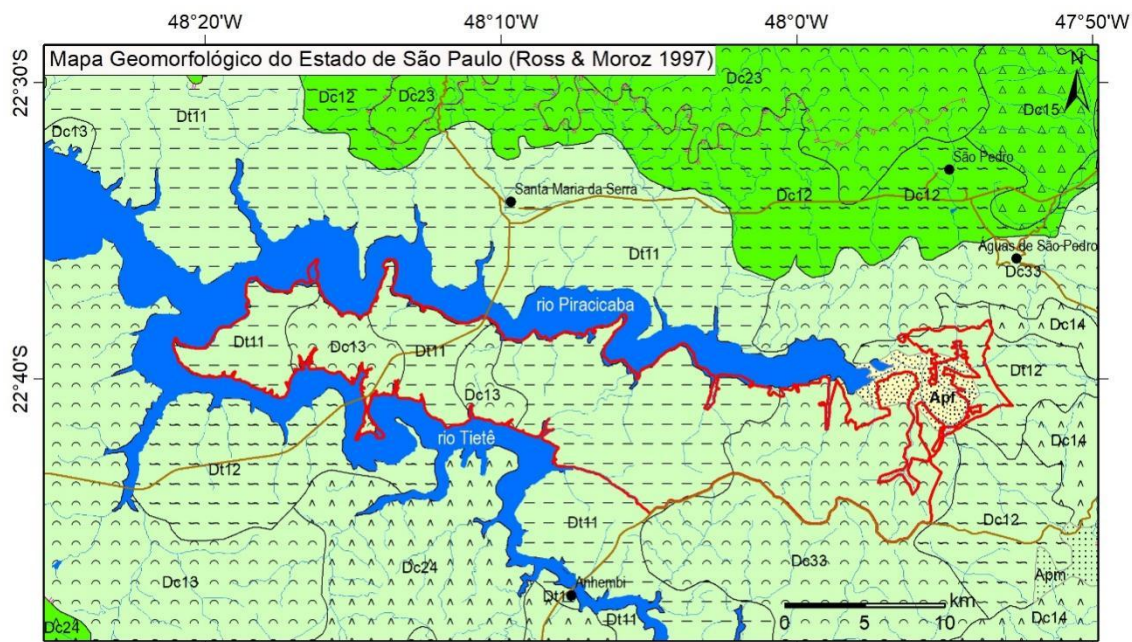 48°20'W 48°10'W 48°0'W 47°50'W
Mapa Geomorfológico do Estado de São Paulo (Ross & Moroz 1997)
N
22°30'S
Dc12 Dc23 Dc23
Dt11
Dc15
Dc13
São Pedro
Santa Maria da Serra
Dc12 Dc12
Dt11
Águas de São Pedro
Dc33
rio Piracicaba
Dc14
Dt11 Dc13 Dt11
Dt12
22°40'S
Dc13
Apf
rio Tietê
Dc14
Dt12
Dt11
Dc12
Dc13 Dc24 Dc33
Apm
Anhembi
Dt11
Dc14
Dc24
0 5 10
km